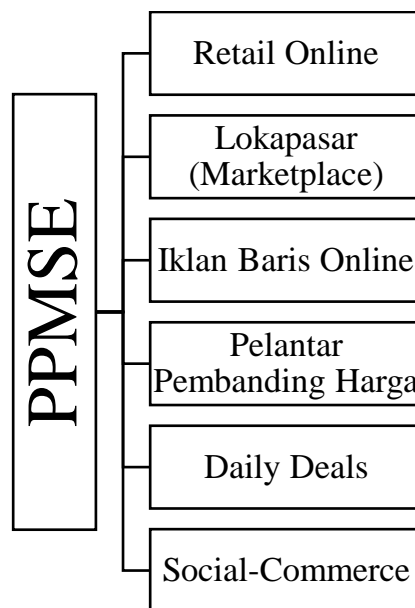 PPMSE
Retail Online
Lokapasar
(Marketplace)
Iklan Baris Online
Pelantar
Pembanding Harga
Daily Deals
Social-Commerce